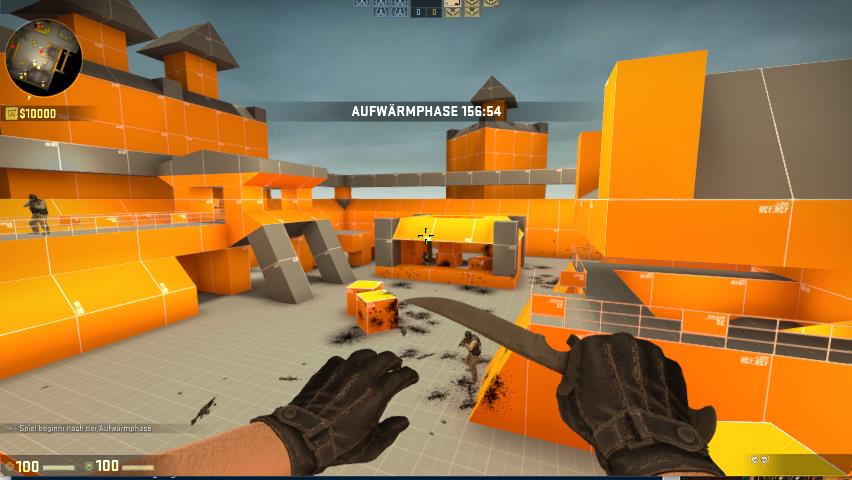 0 0
AUFWÄRMPHASE 156:54
$10000
>> Spiel beginnt nach der Aufwärmphase.
100 100